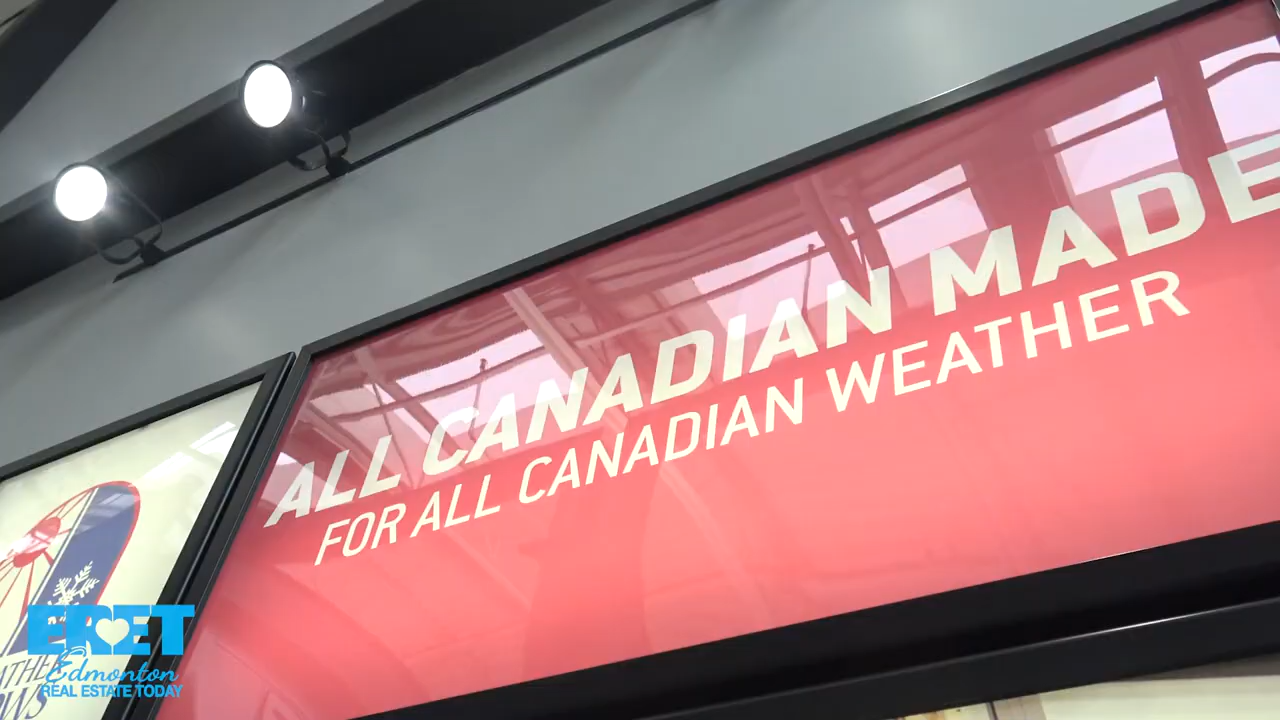 ALL CANADIAN MADE
FOR ALL CANADIAN WEATHER
ERET
Edmonton
REAL ESTATE TODAY